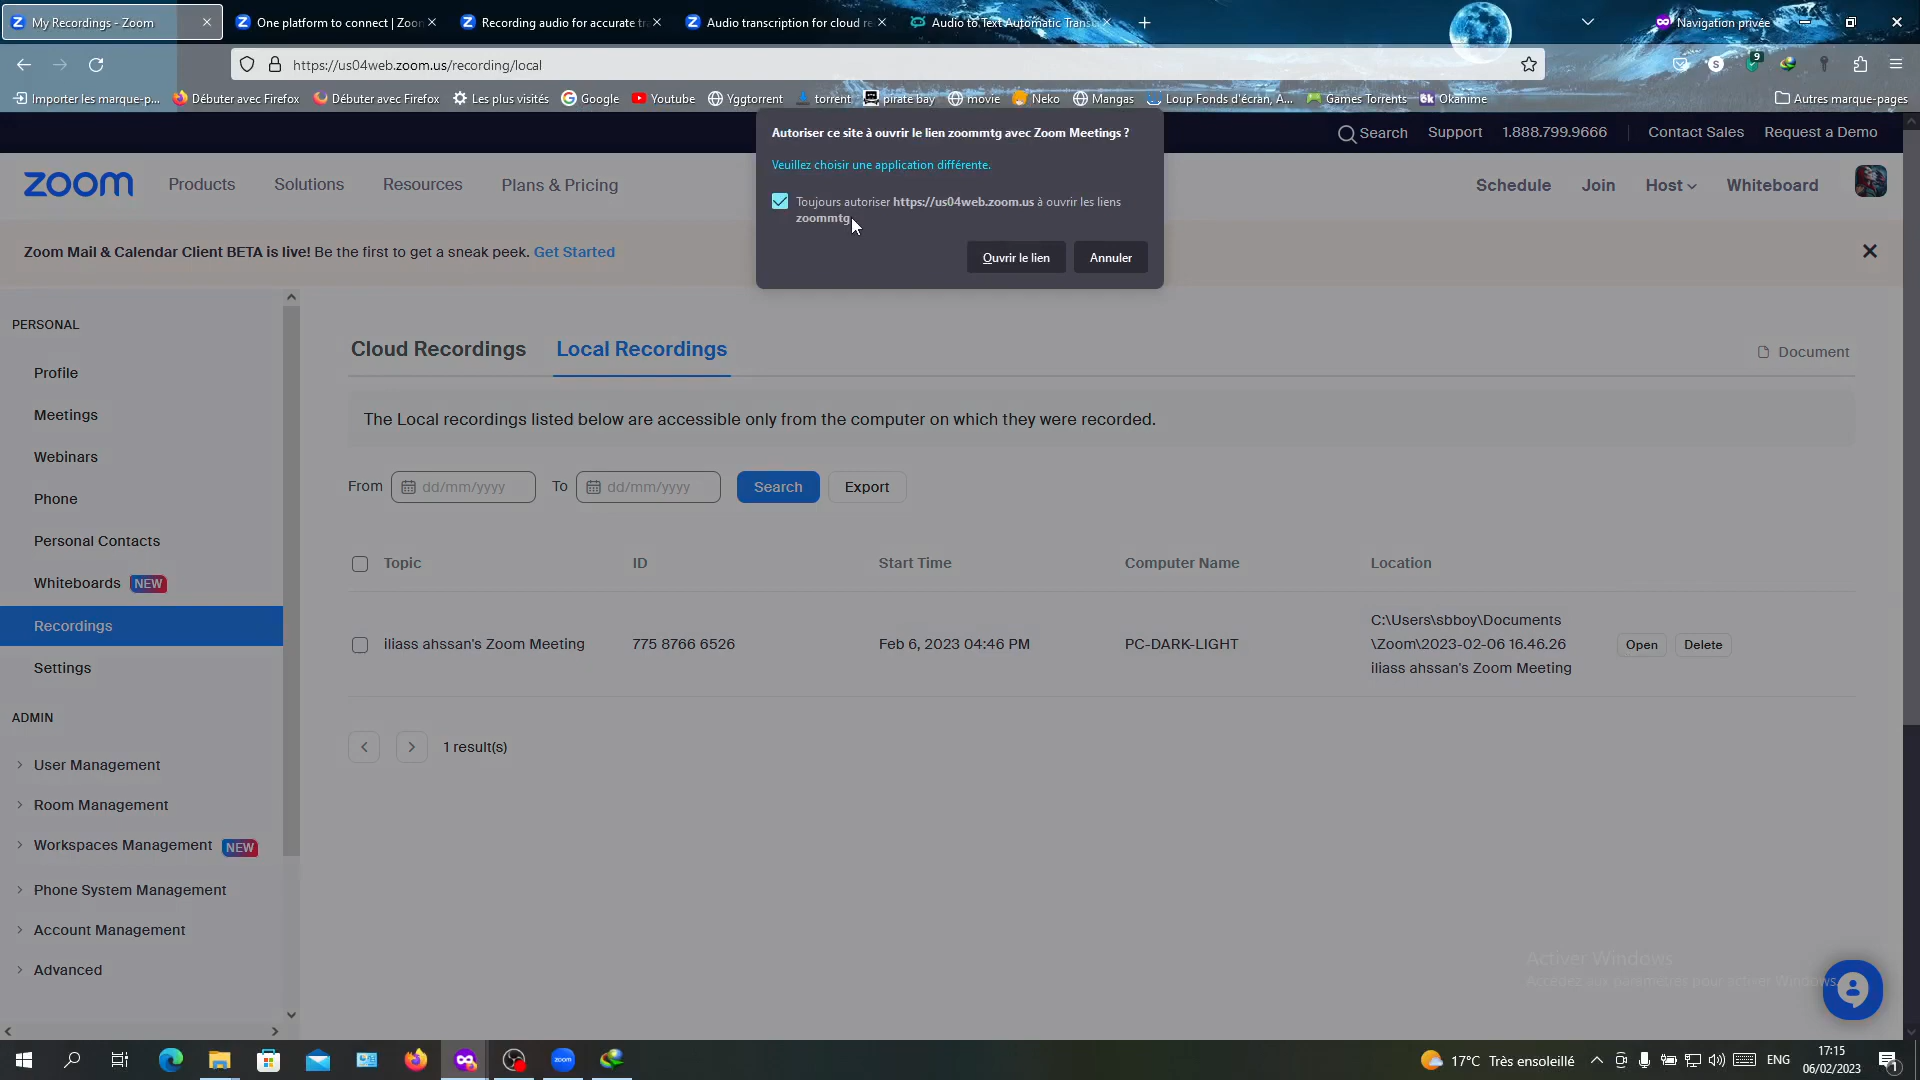 My Recordings - Zoom
One platform to connect | Zoom
Recording audio for accurate tr
Audio transcription for cloud re
Audio to Text Automatic Transc
Navigation privée
https://us04web.zoom.us/recording/local
S
9
Importer les marque-p...
Débuter avec Firefox
Débuter avec Firefox
Les plus visités
Google
Youtube
Yggtorrent
torrent
pirate bay
movie
Neko
Mangas
Loup Fonds d'écran, A...
Games Torrents
Okanime
Autres marque-pages
Search
Support
1.888.799.9666
Contact Sales
Request a Demo
Autoriser ce site à ouvrir le lien zoommtg avec Zoom Meetings ?
Veuillez choisir une application différente.
Toujours autoriser https://us04web.zoom.us à ouvrir les liens
zoommtg
Ouvrir le lien
Annuler
zoom
Products
Solutions
Resources
Plans & Pricing
Schedule
Join
Host
Whiteboard
Zoom Mail & Calendar Client BETA is live! Be the first to get a sneak peek. Get Started
PERSONAL
Profile
Meetings
Webinars
Phone
Personal Contacts
Whiteboards NEW
Recordings
Settings
ADMIN
User Management
Room Management
Workspaces Management NEW
Phone System Management
Account Management
Advanced
Cloud Recordings
Local Recordings
Document
The Local recordings listed below are accessible only from the computer on which they were recorded.
From dd/mm/yyyy To dd/mm/yyyy Search Export
Topic ID Start Time Computer Name Location
iliass ahssan's Zoom Meeting 775 8766 6526 Feb 6, 2023 04:46 PM PC-DARK-LIGHT
C:\Users\sbboy\Documents
\Zoom\2023-02-06 16.46.26
iliass ahssan's Zoom Meeting
Open Delete
1 result(s)
Activer Windows
Accédez aux paramètres pour activer Windows.
zoom
17°C Très ensoleillé
ENG
17:15
06/02/2023
1